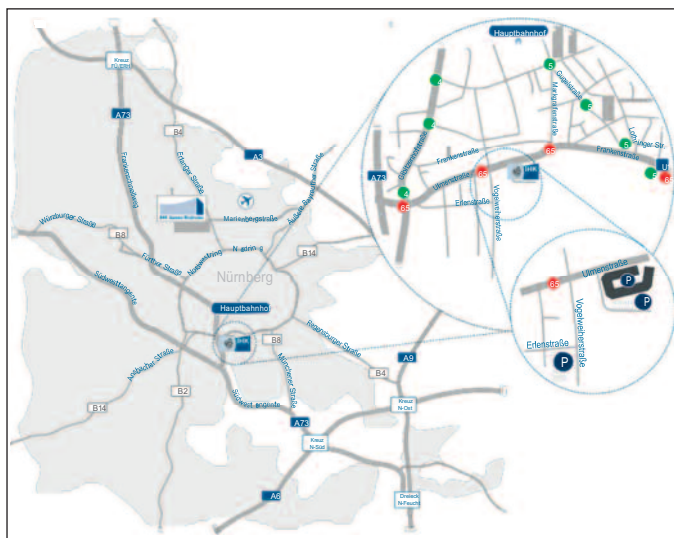 Hauptbahnhof
5
Gugelstraße
4
Markgrafenstraße
5
4
Lothringer Str.
5
Frankenstraße
Frankenstraße
65
A73
Ulmenstraße
65
IHK
5
65
Erlenstraße
Vogelweiherstraße
4
65
Kreuz
A73
B4
Frankenschnellweg
Erlanger Straße
A3
Äußere Bayreuther Straße
Marienbergstraße
Würzburger Straße
B8
Fürther Straße
Nordring
B14
Nürnberg
Südwesttangente
Hauptbahnhof
IHK
B8
Regensburger Straße
Ansbacher Straße
Münchener Straße
A9
B4
B2
B14
Südwesttangente
A73
Kreuz
N-Ost
Kreuz
N-Süd
A6
Dreieck
N-Feucht
65
Ulmenstraße
P
P
Vogelweiherstraße
Erlenstraße
P